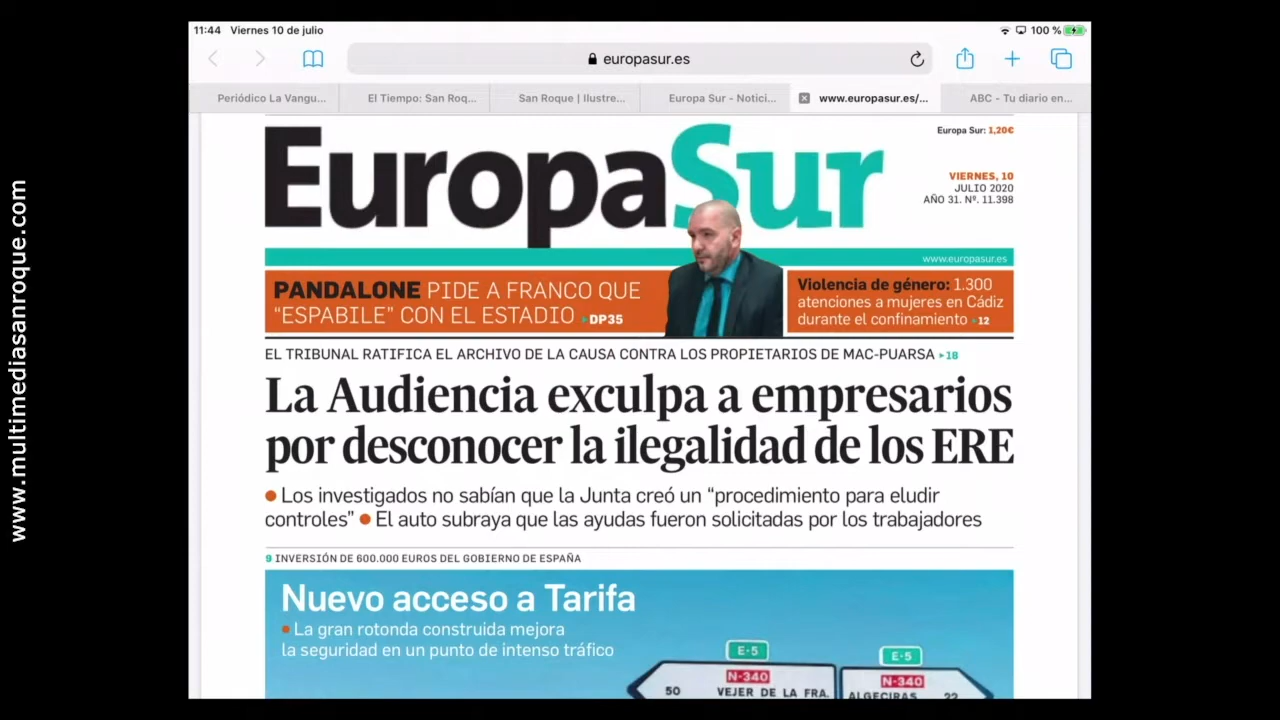 11:44 Viernes 10 de julio
100 %
europasur.es
Periódico La Vangu...
El Tiempo: San Roq...
San Roque | Ilustre...
Europa Sur - Notici...
www.europasur.es/...
ABC - Tu diario en...
Europa Sur: 1,20€
EuropaSur
VIERNES, 10
JULIO 2020
AÑO 31. Nº. 11.398
www.europasur.es
PANDALONE PIDE A FRANCO QUE
“ESPABILE” CON EL ESTADIO DP35
Violencia de género: 1.300
atenciones a mujeres en Cádiz
durante el confinamiento 12
EL TRIBUNAL RATIFICA EL ARCHIVO DE LA CAUSA CONTRA LOS PROPIETARIOS DE MAC-PUARSA 18
La Audiencia exculpa a empresarios
por desconocer la ilegalidad de los ERE
Los investigados no sabían que la Junta creó un “procedimiento para eludir
controles” El auto subraya que las ayudas fueron solicitadas por los trabajadores
9 INVERSIÓN DE 600.000 EUROS DEL GOBIERNO DE ESPAÑA
Nuevo acceso a Tarifa
La gran rotonda construida mejora
la seguridad en un punto de intenso tráfico
E-5
N-340
50 VEJER DE LA FRA.
E-5
N-340
ALGECIRAS 22
www.multimediasanroque.com